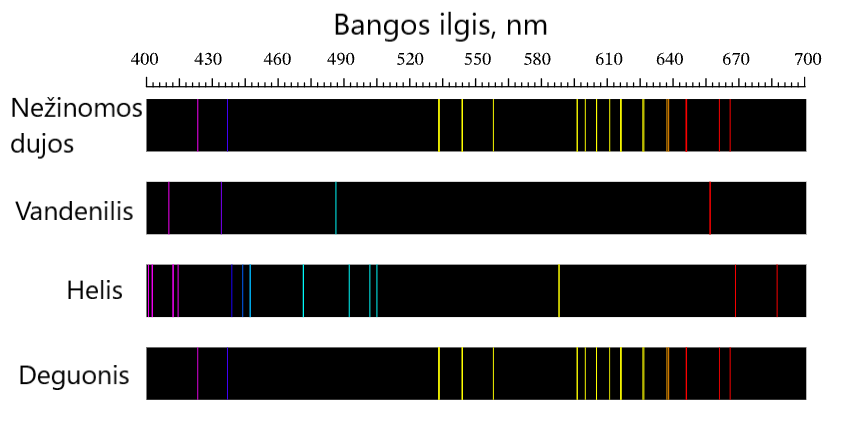 Bangos ilgis, nm
400 430 460 490 520 550 580 610 640 670 700
Nežinomos
dujos
Vandenilis
Helis
Deguonis